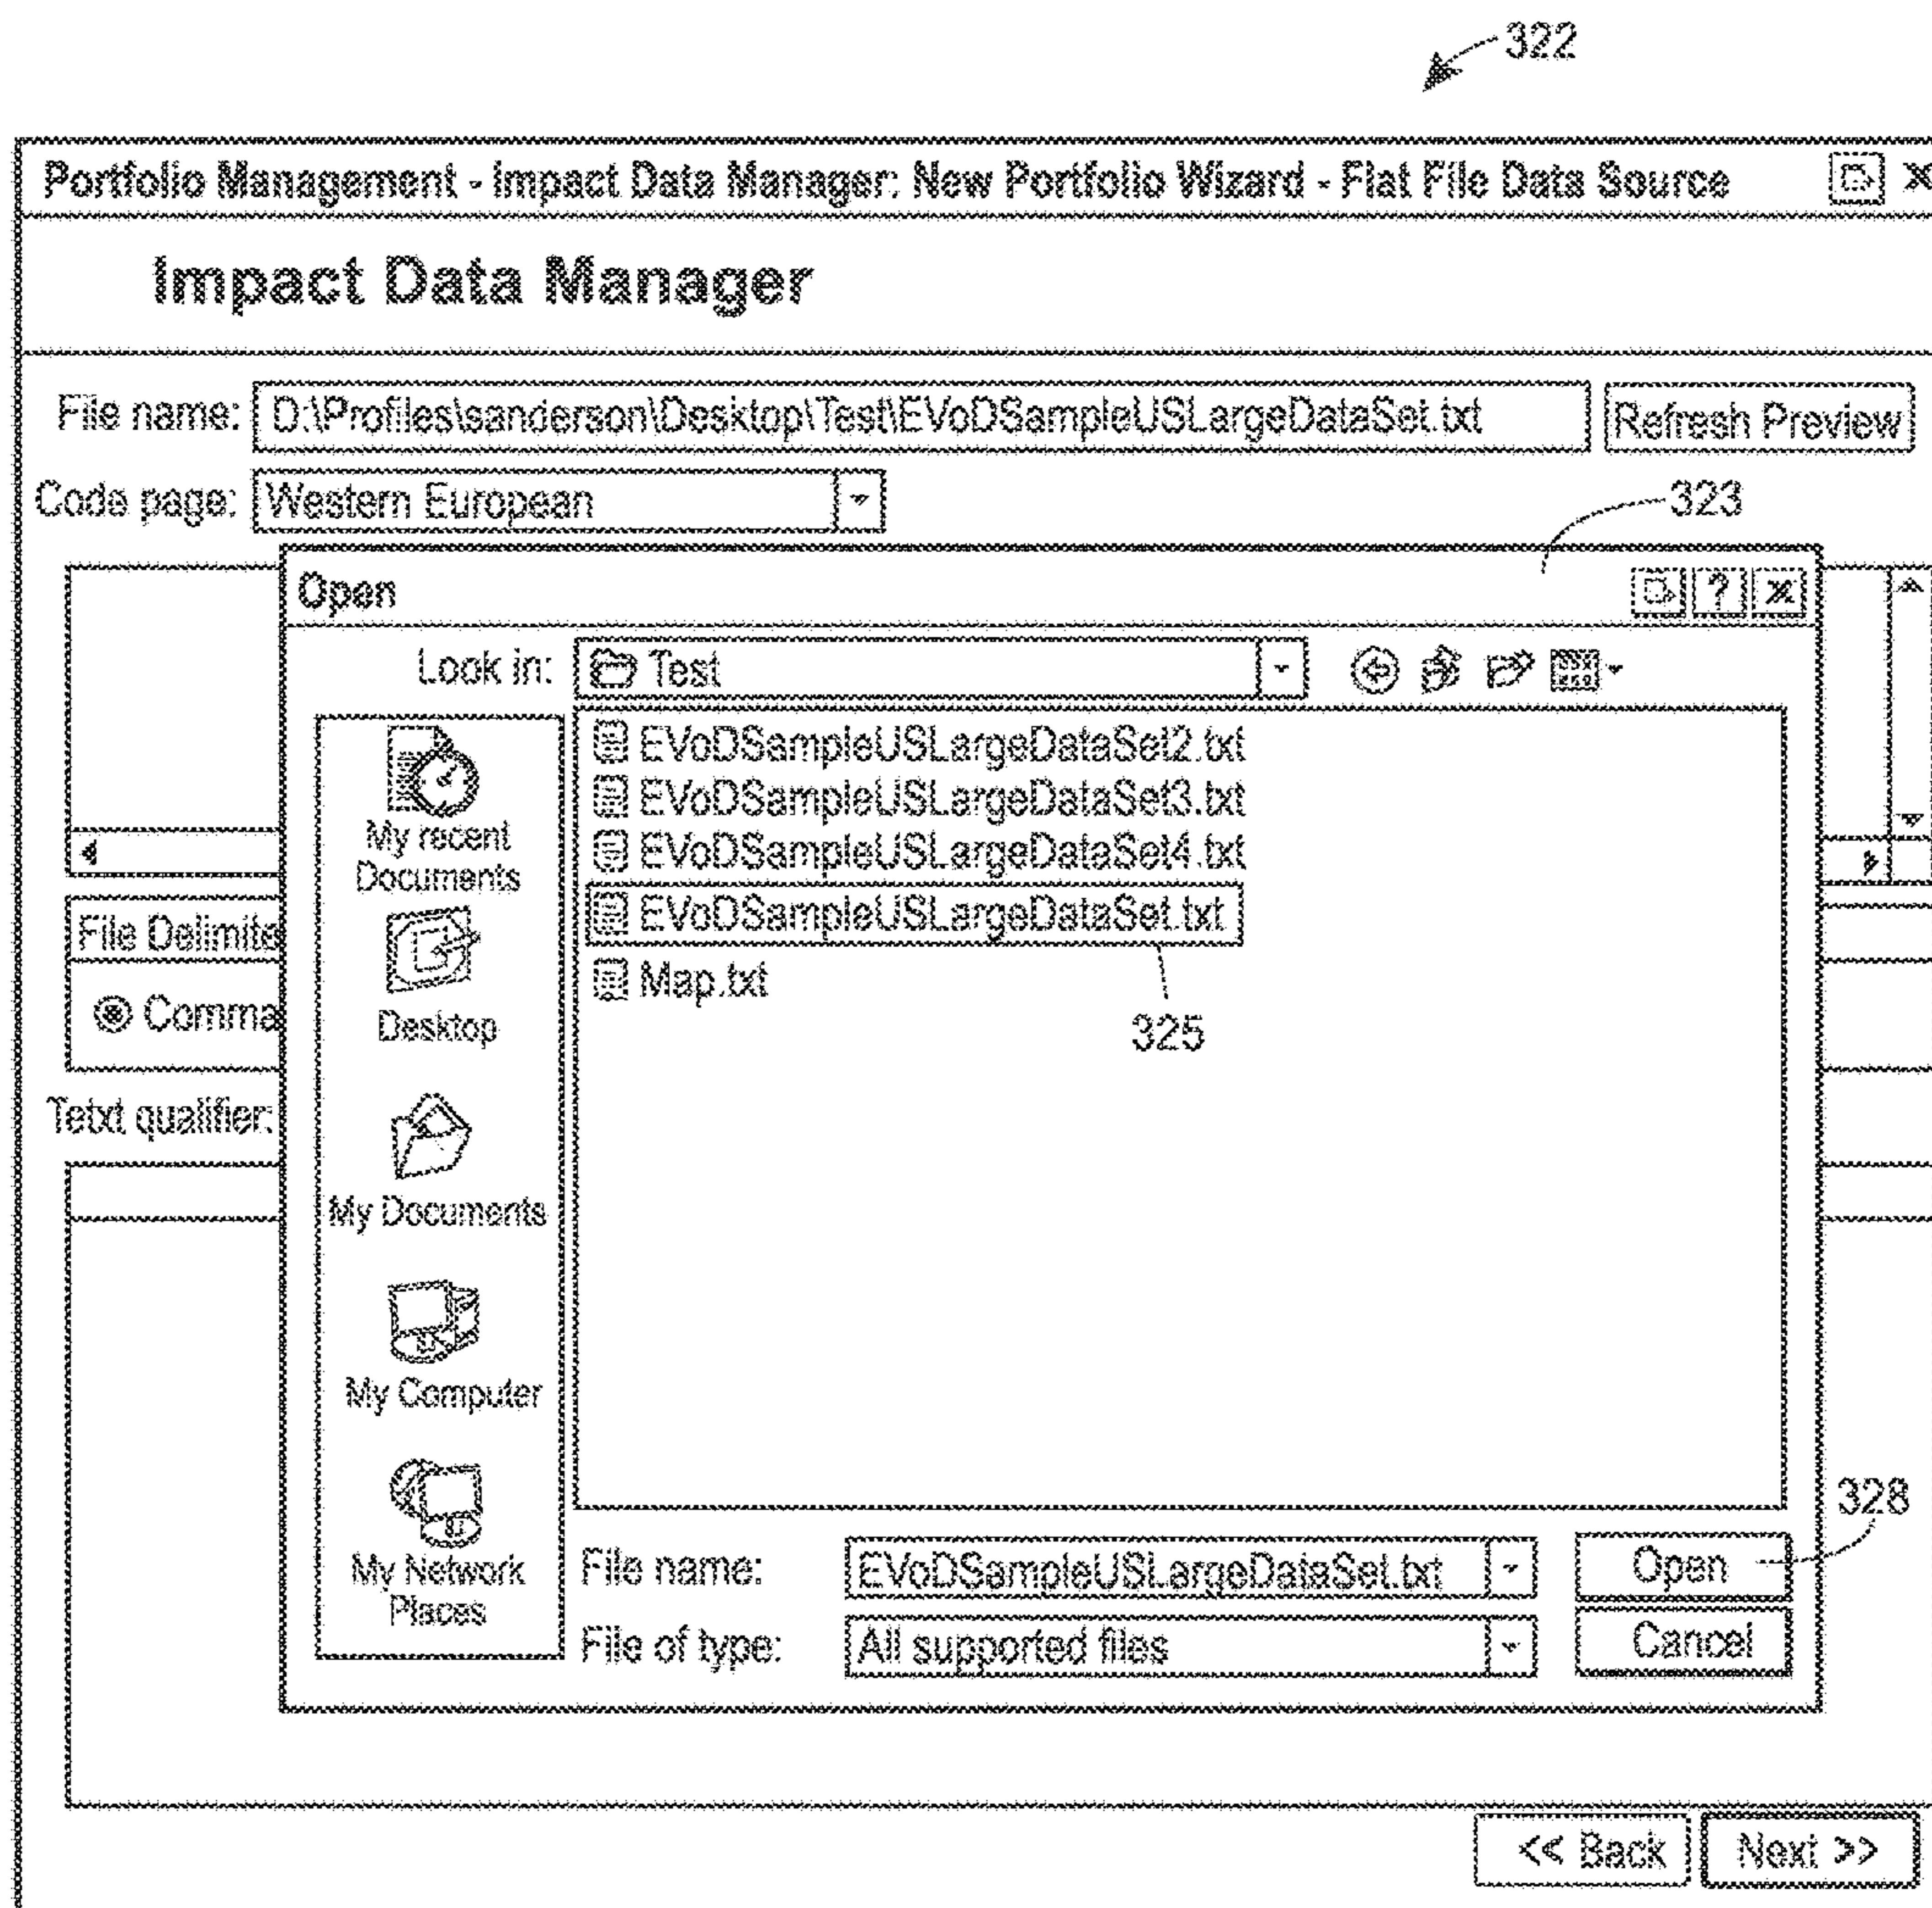 322
Portfolio Management - Impact Data Manager: New Portfolio Wizard - Flat File Data Source
Impact Data Manager
File name: D:\Profiles\sanderson\Desktop\Test\EVoDSampleUSLargeDataSet.txt Refresh Preview
Code page: Western European
323
Open
Look in: Test
EVoDSampleUSLargeDataSet2.txt
EVoDSampleUSLargeDataSet3.txt
EVoDSampleUSLargeDataSet4.txt
EVoDSampleUSLargeDataSet.txt
Map.txt
325
My recent
Documents
Desktop
My Documents
My Computer
My Network
Places
File Delimite
Comma
Tetxt qualifier:
328
File name: EVoDSampleUSLargeDataSet.txt Open
File of type: All supported files Cancel
<< Back Next >>